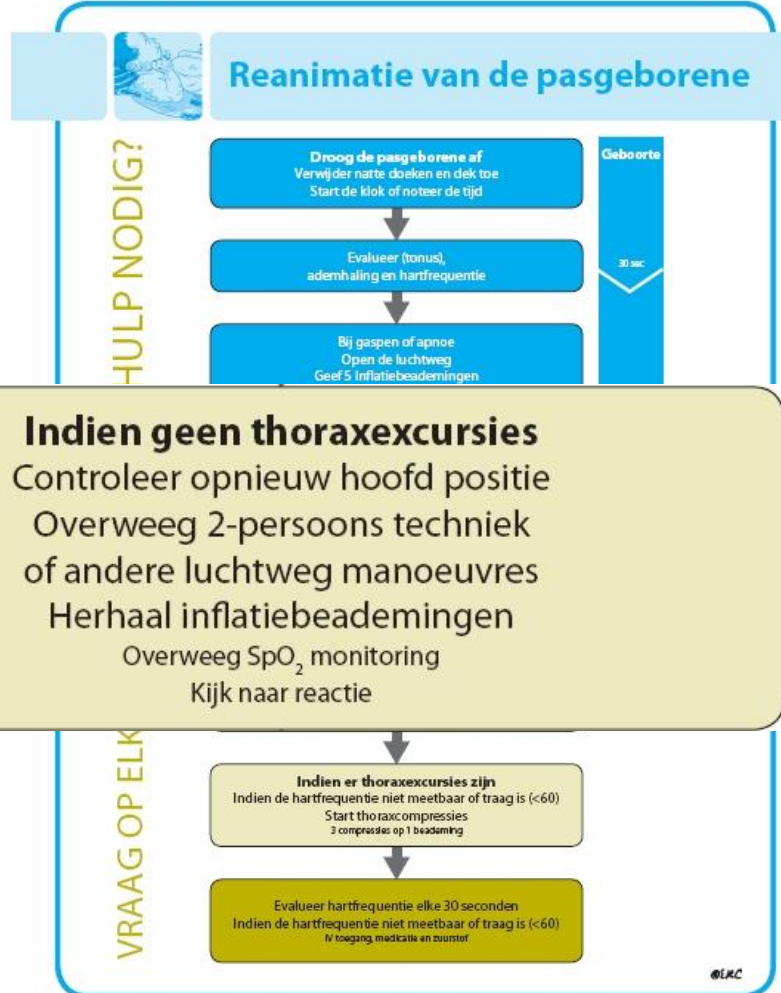 Reanimatie van de pasgeborene
HULP NODIG?
Droog de pasgeborene af
Verwijder natte doeken en dek toe
Start de klok of noteer de tijd
Geboorte
Evalueer (tonus),
ademhaling en hartfrequentie
30 sec
Bij gaspen of apnoe
Open de luchtweg
Geef 5 Inflatiebeademingen
Indien geen thoraxexcursies
Controleer opnieuw hoofd positie
Overweeg 2-persoons techniek
of andere luchtweg manoeuvres
Herhaal inflatiebeademingen
Overweeg SpO₂ monitoring
Kijk naar reactie
VRAAG OP ELK
Indien er thoraxexcursies zijn
Indien de hartfrequentie niet meetbaar of traag is (<60)
Start thoraxcompressies
3 compressies op 1 beademing
Evalueer hartfrequentie elke 30 seconden
Indien de hartfrequentie niet meetbaar of traag is (<60)
IV toegang, medicatie en zuurstof
@ERC